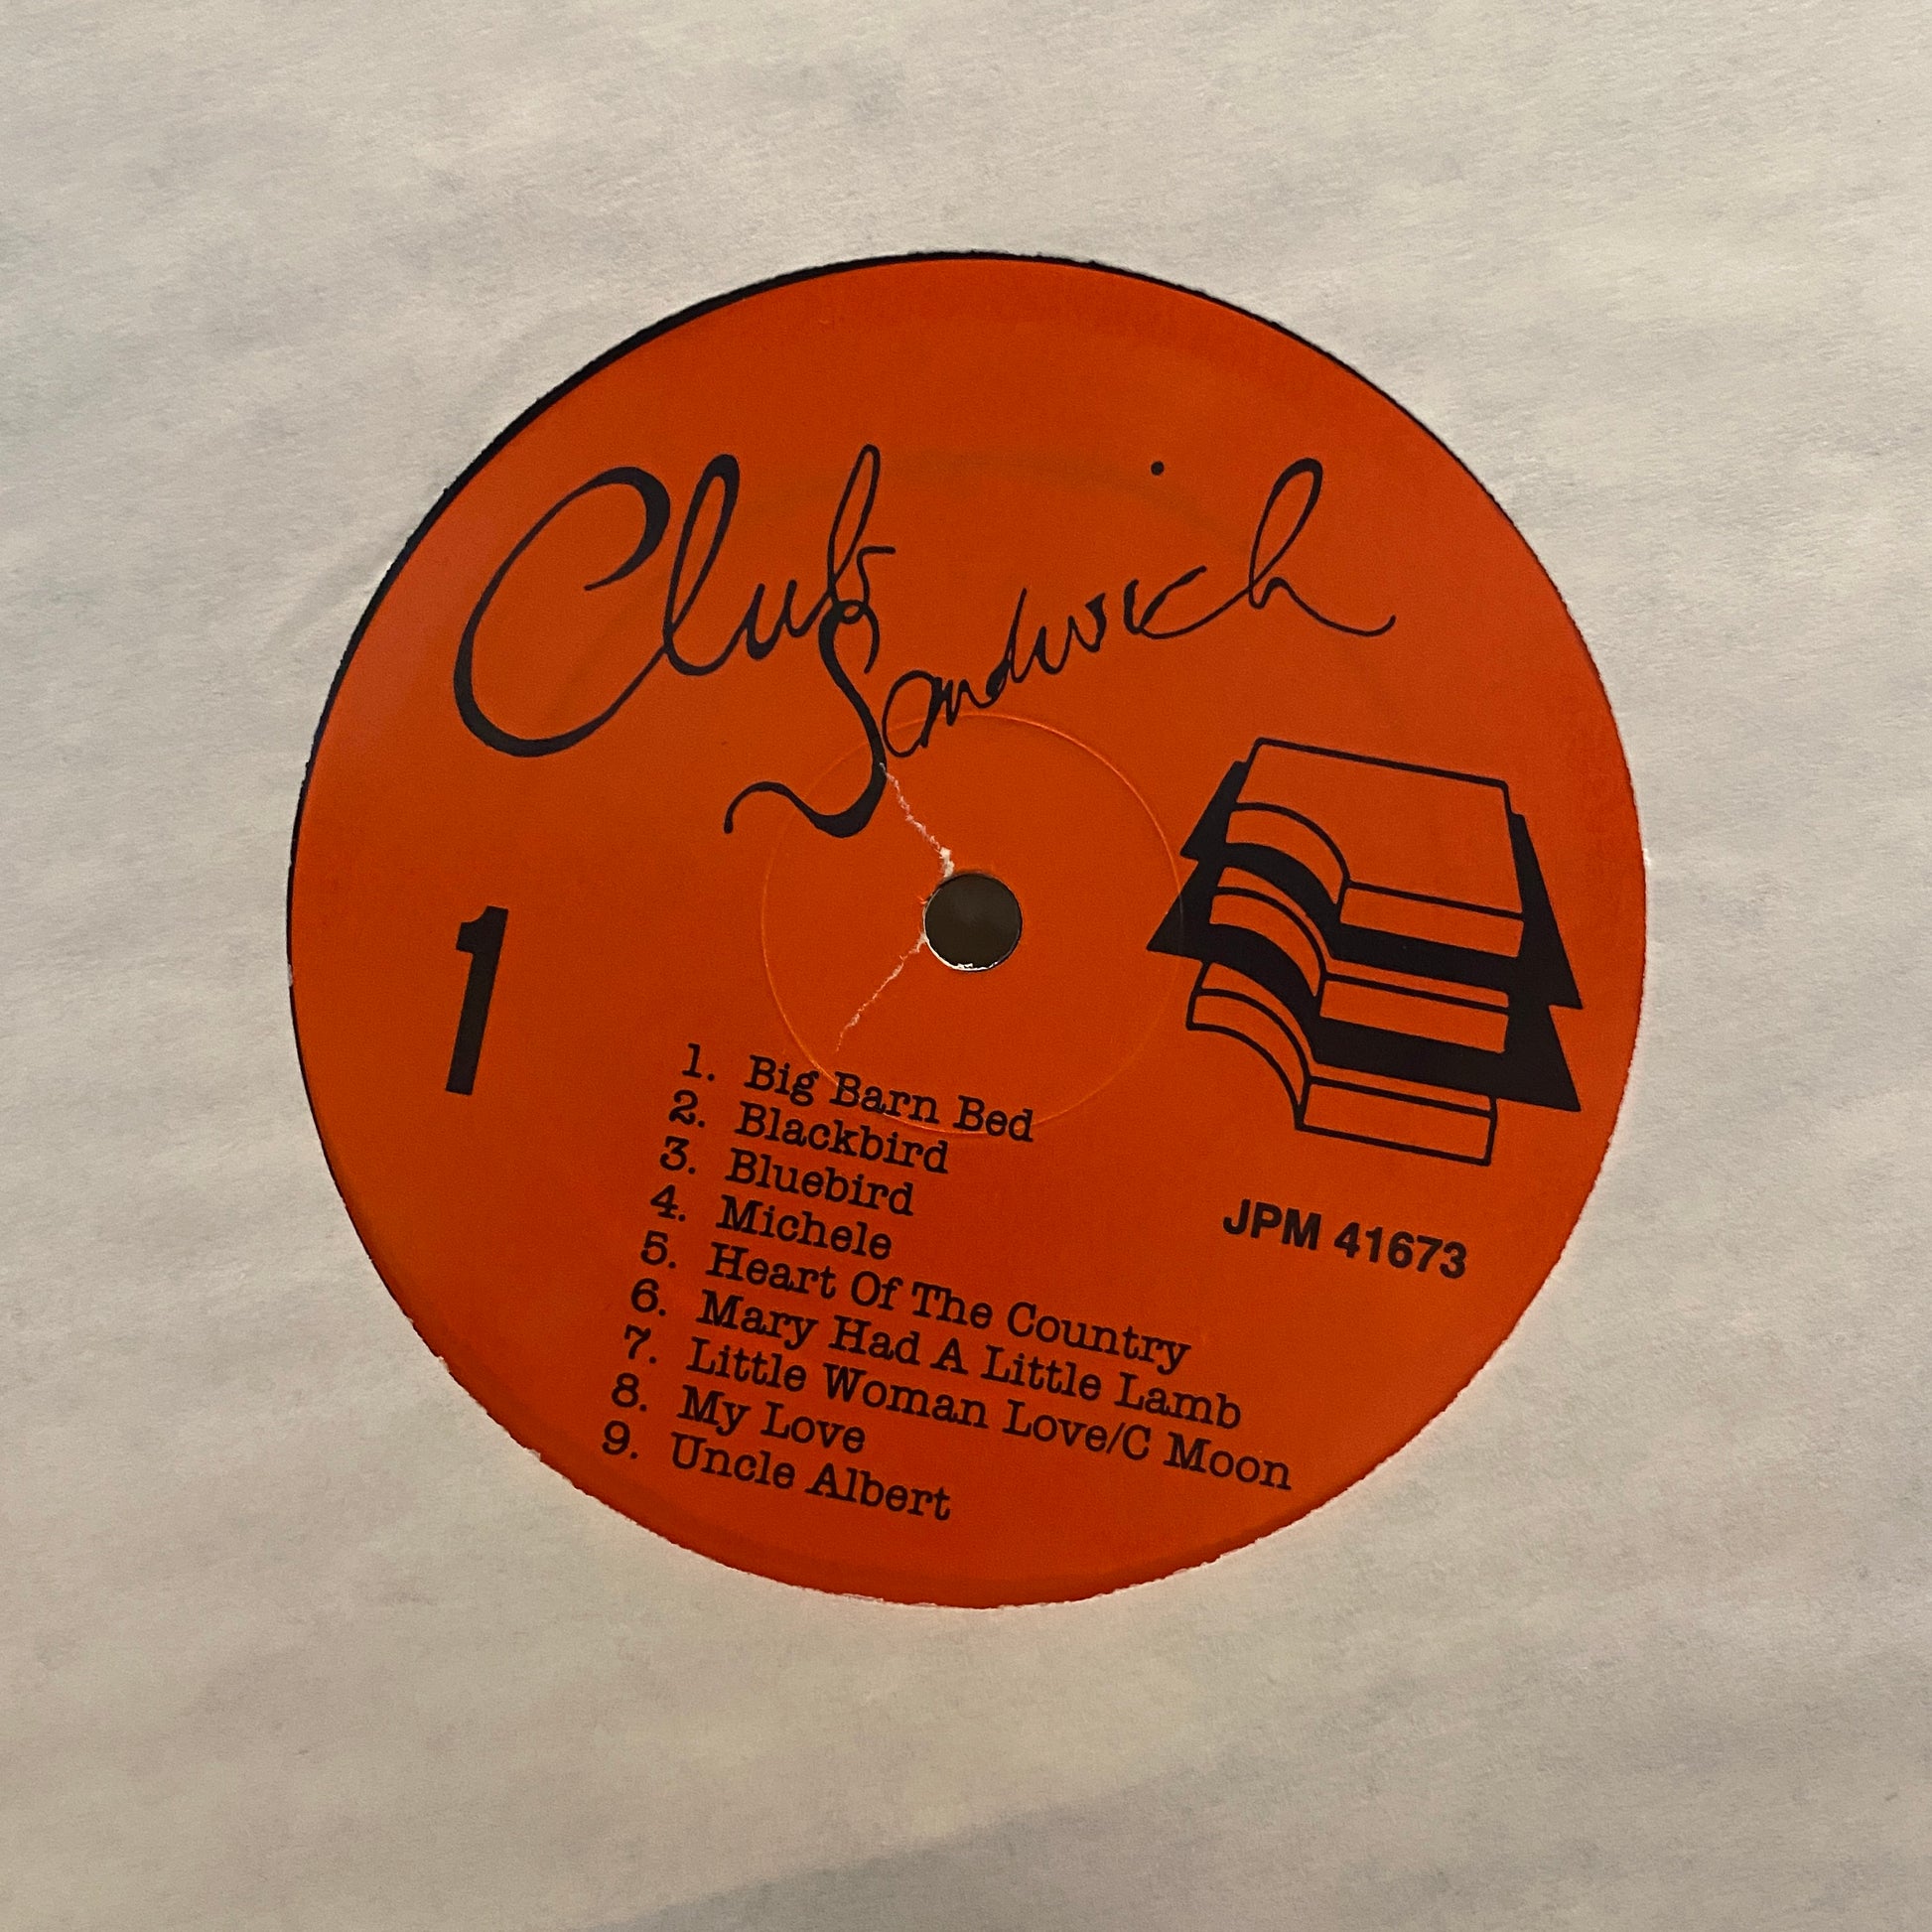 Club
Sandwich
1
1. Big Barn Bed
2. Blackbird
3. Bluebird
4. Michele
5. Heart Of The Country
6. Mary Had A Little Lamb
7. Little Woman Love/C Moon
8. My Love
9. Uncle Albert
JPM 41673